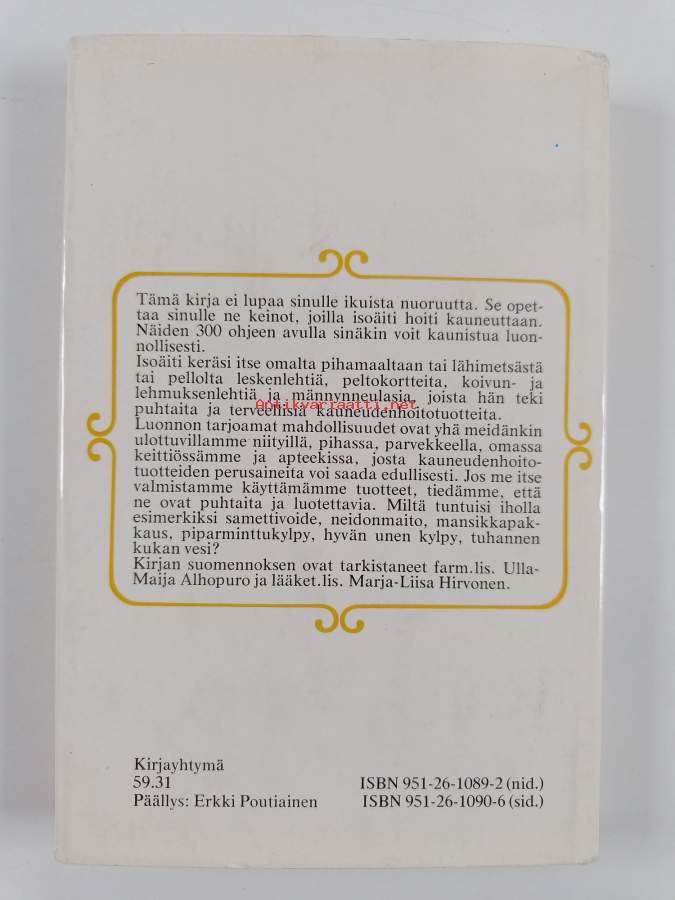 Tämä kirja ei lupaa sinulle ikuista nuoruutta. Se opet-
taa sinulle ne keinot, joilla isoäiti hoiti kauneuttaan.
Näiden 300 ohjeen avulla sinäkin voit kaunistua luon-
nollisesti.
Isoäiti keräsi itse omalta pihamaaltaan tai lähimetsästä
tai pellolta leskenlehtiä, peltokortteita, koivun- ja
lehmuksenlehtiä ja männynneulasia, joista hän teki
Antikvariaatti.net
puhtaita ja terveellisiä kauneudenhoitotuotteita.
Luonnon tarjoamat mahdollisuudet ovat yhä meidänkin
ulottuvillamme niityillä, pihassa, parvekkeella, omassa
keittiössämme ja apteekissa, josta kauneudenhoito-
tuotteiden perusaineita voi saada edullisesti. Jos me itse
valmistamme käyttämämme tuotteet, tiedämme, että
ne ovat puhtaita ja luotettavia. Miltä tuntuisi iholla
esimerkiksi samettivoide, neidonmaito, mansikkapak-
kaus, piparminttukylpy, hyvän unen kylpy, tuhannen
kukan vesi?
Kirjan suomennoksen ovat tarkistaneet farm.lis. Ulla-
Maija Alhopuro ja lääket.lis. Marja-Liisa Hirvonen.
Kirjayhtymä
59.31
Päällys: Erkki Poutiainen
ISBN 951-26-1089-2 (nid.)
ISBN 951-26-1090-6 (sid.)